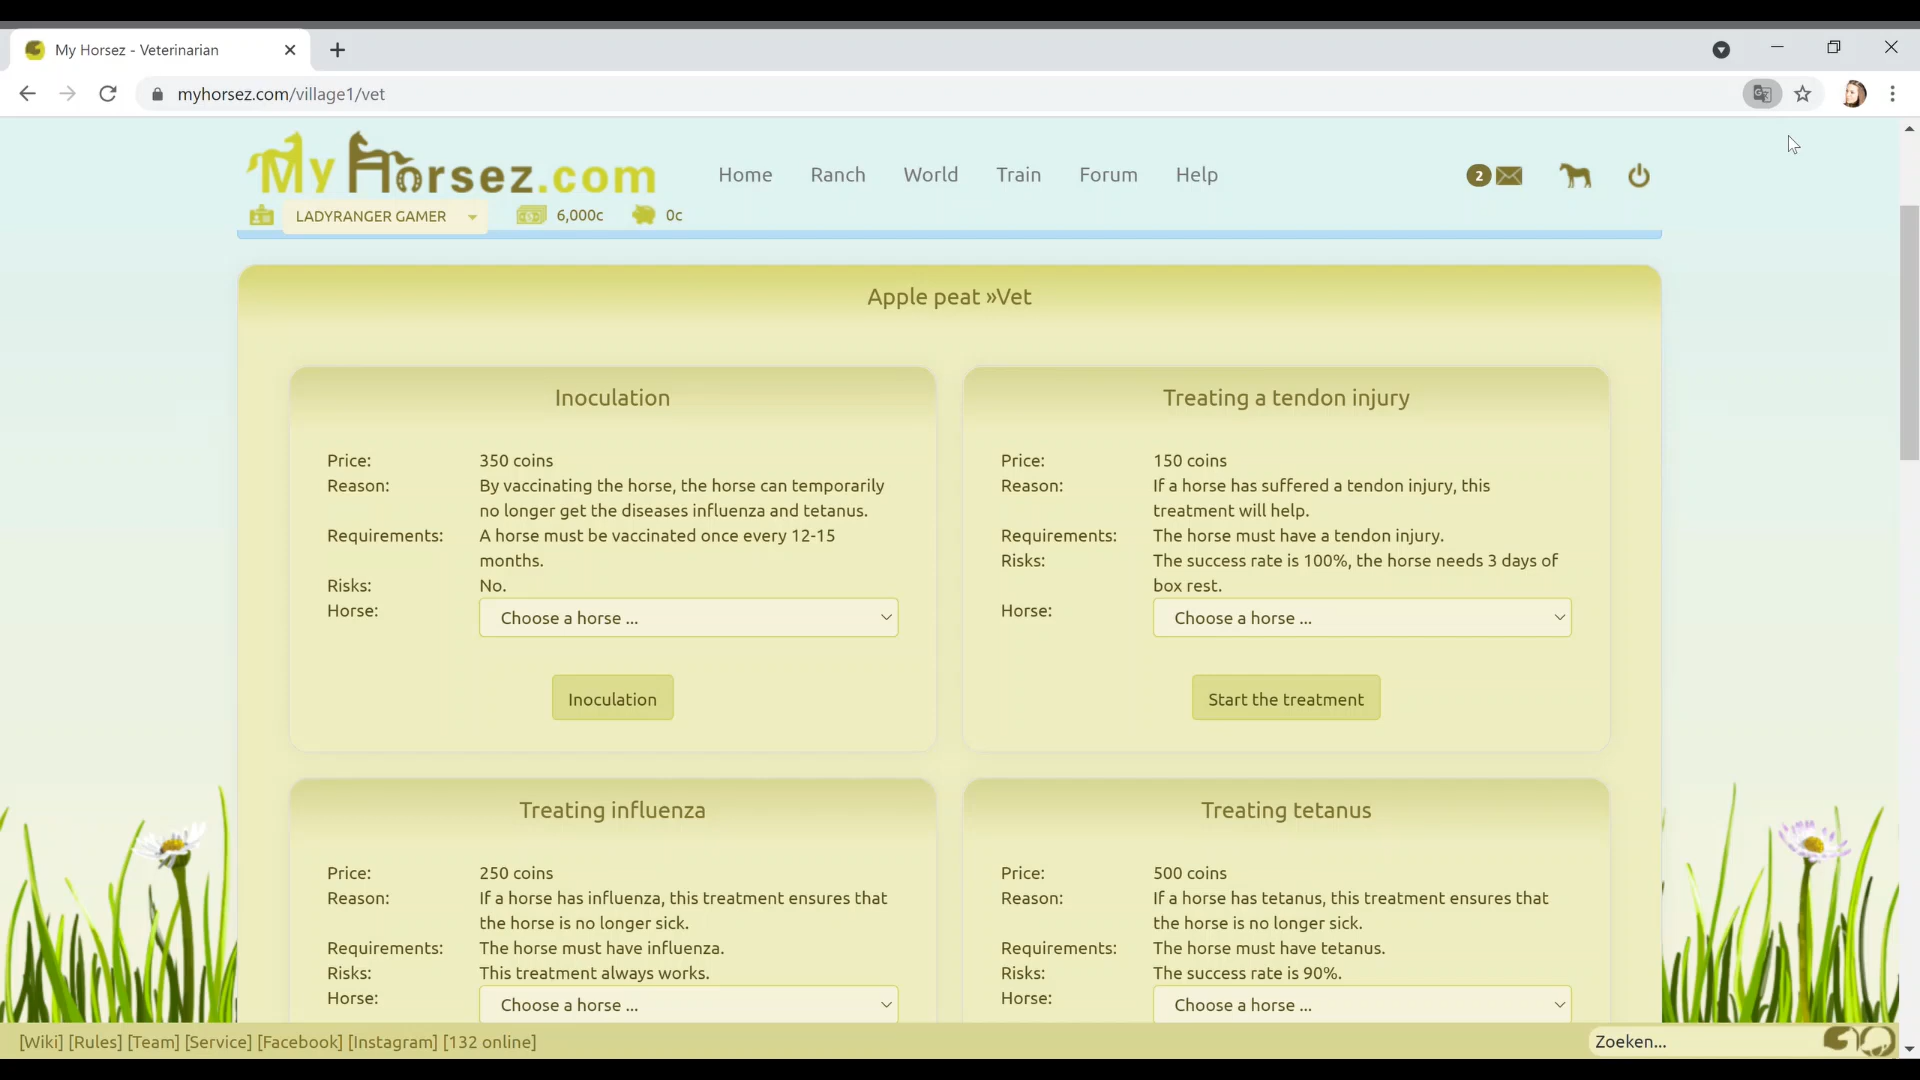 My Horsez - Veterinarian
myhorsez.com/village1/vet
My Horsez.com
Home Ranch World Train Forum Help
2
LADYRANGER GAMER 6,000c 0c
Apple peat »Vet
Inoculation
Price: 350 coins
Reason: By vaccinating the horse, the horse can temporarily
no longer get the diseases influenza and tetanus.
Requirements: A horse must be vaccinated once every 12-15
months.
Risks: No.
Horse: Choose a horse ...
Inoculation
Treating a tendon injury
Price: 150 coins
Reason: If a horse has suffered a tendon injury, this
treatment will help.
Requirements: The horse must have a tendon injury.
Risks: The success rate is 100%, the horse needs 3 days of
box rest.
Horse: Choose a horse ...
Start the treatment
Treating influenza
Price: 250 coins
Reason: If a horse has influenza, this treatment ensures that
the horse is no longer sick.
Requirements: The horse must have influenza.
Risks: This treatment always works.
Horse: Choose a horse ...
Treating tetanus
Price: 500 coins
Reason: If a horse has tetanus, this treatment ensures that
the horse is no longer sick.
Requirements: The horse must have tetanus.
Risks: The success rate is 90%.
Horse: Choose a horse ...
[Wiki] [Rules] [Team] [Service] [Facebook] [Instagram] [132 online]
Zoeken...